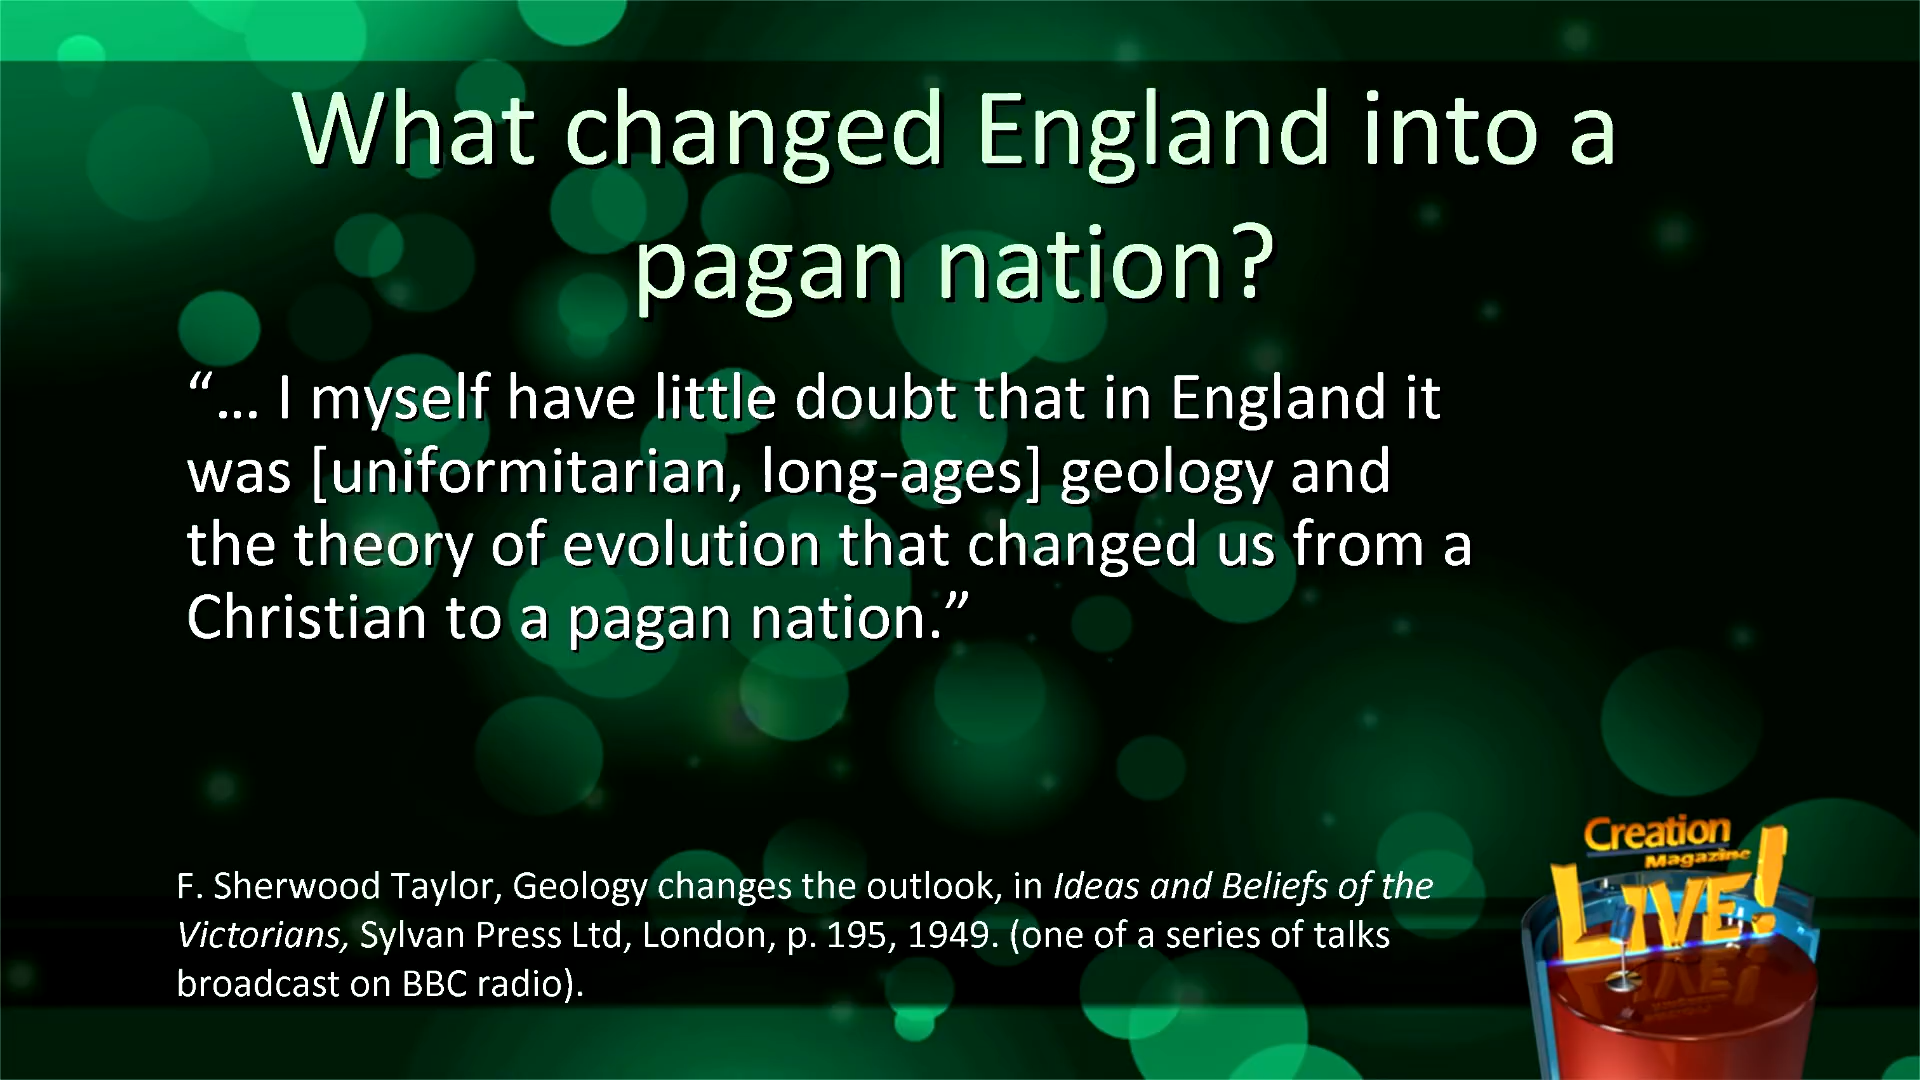 What changed England into a
pagan nation?
“… I myself have little doubt that in England it
was [uniformitarian, long-ages] geology and
the theory of evolution that changed us from a
Christian to a pagan nation.”
F. Sherwood Taylor, Geology changes the outlook, in Ideas and Beliefs of the
Victorians, Sylvan Press Ltd, London, p. 195, 1949. (one of a series of talks
broadcast on BBC radio).
Creation
Magazine
LIVE!